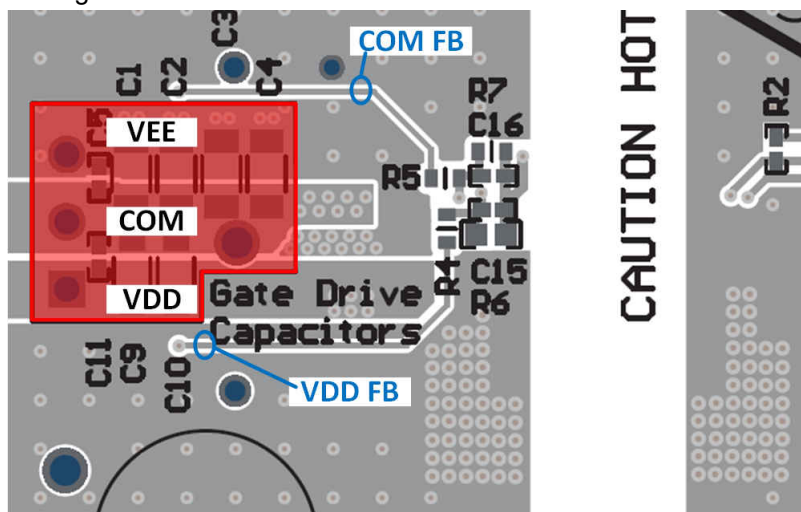 C3
COM FB
C1
C2
C4
R7
C16
C5
VEE
R5
COM
VDD
Gate Drive
Capacitors
R4
C15
R6
C11
C9
C10
VDD FB
CAUTION HOT
R2